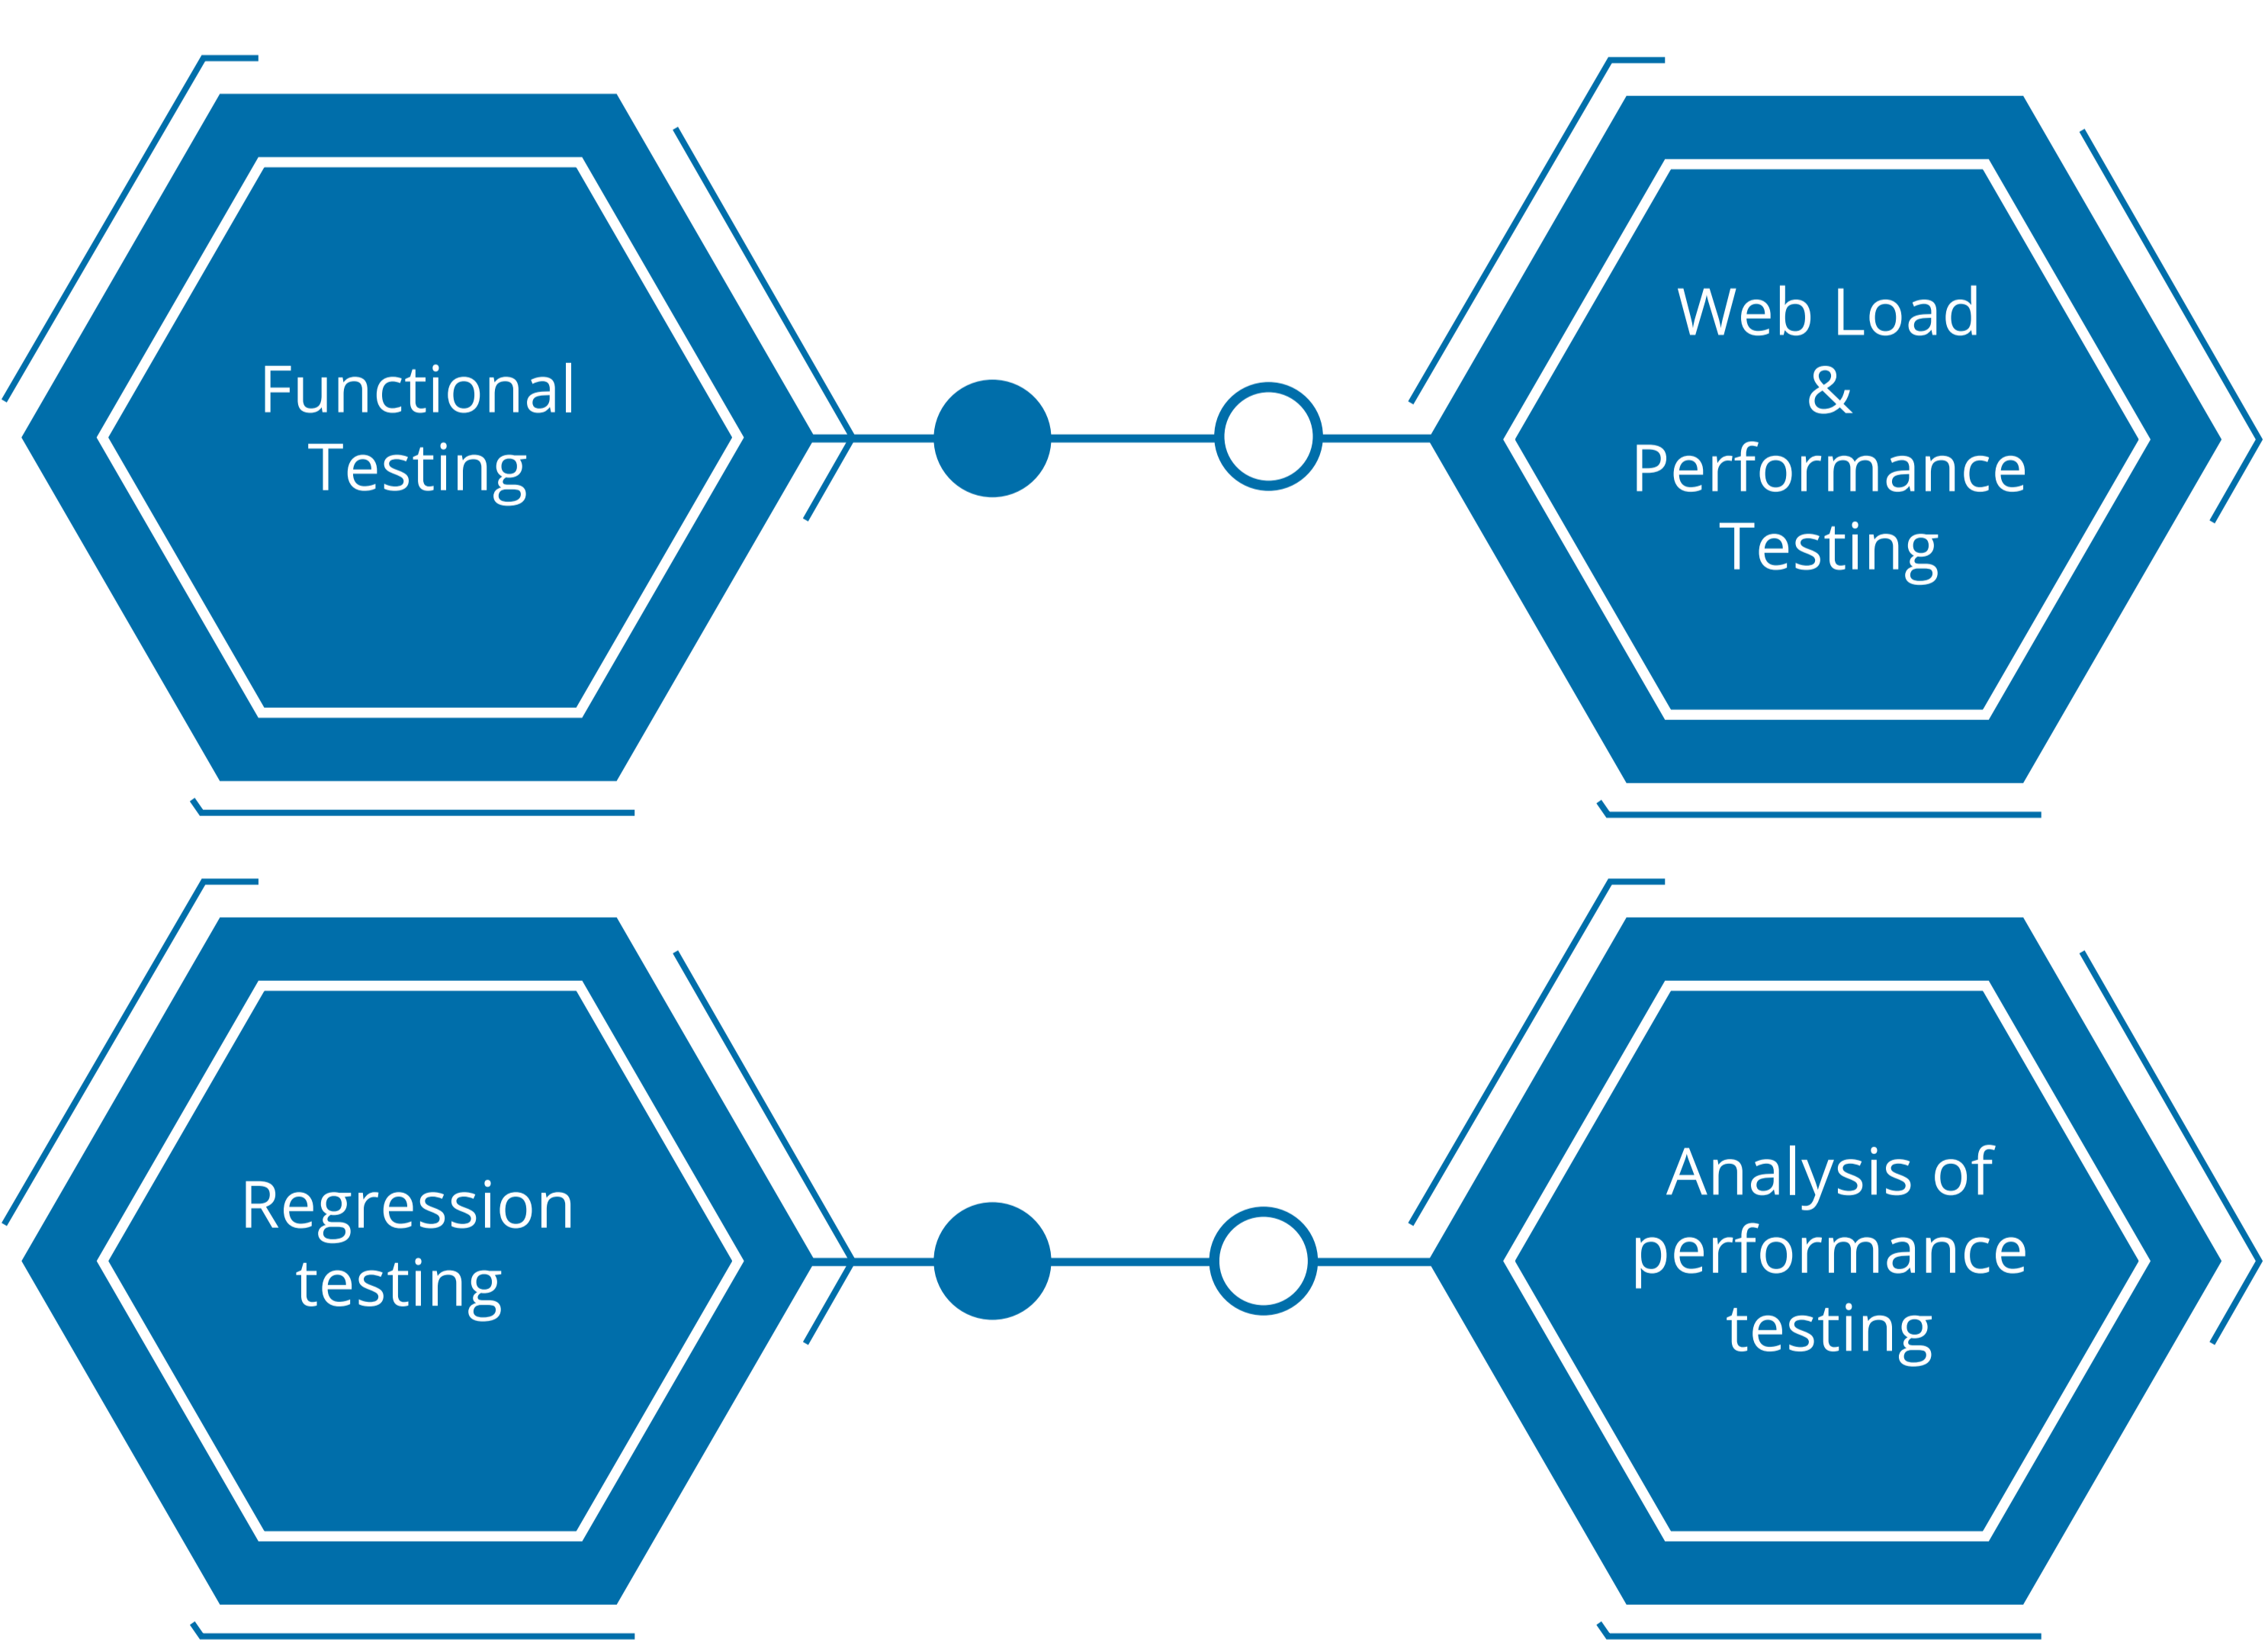 Functional
Testing
Web Load
&
Performance
Testing
Regression
testing
Analysis of
performance
testing